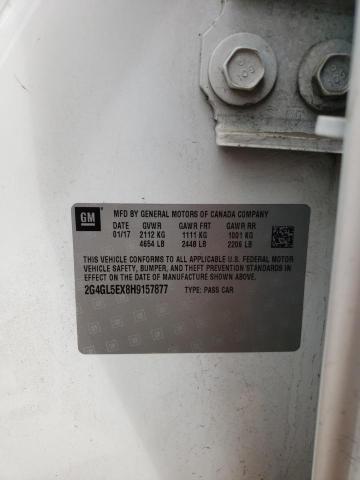 GM
MFD BY GENERAL MOTORS OF CANADA COMPANY
DATE GVWR GAWR FRT GAWR RR
01/17 2112 KG 1111 KG 1001 KG
4654 LB 2448 LB 2206 LB
THIS VEHICLE CONFORMS TO ALL APPLICABLE U.S. FEDERAL MOTOR
VEHICLE SAFETY, BUMPER, AND THEFT PREVENTION STANDARDS IN
EFFECT ON THE DATE OF MANUFACTURE SHOWN ABOVE.
2G4GL5EX8H9157877 TYPE: PASS CAR